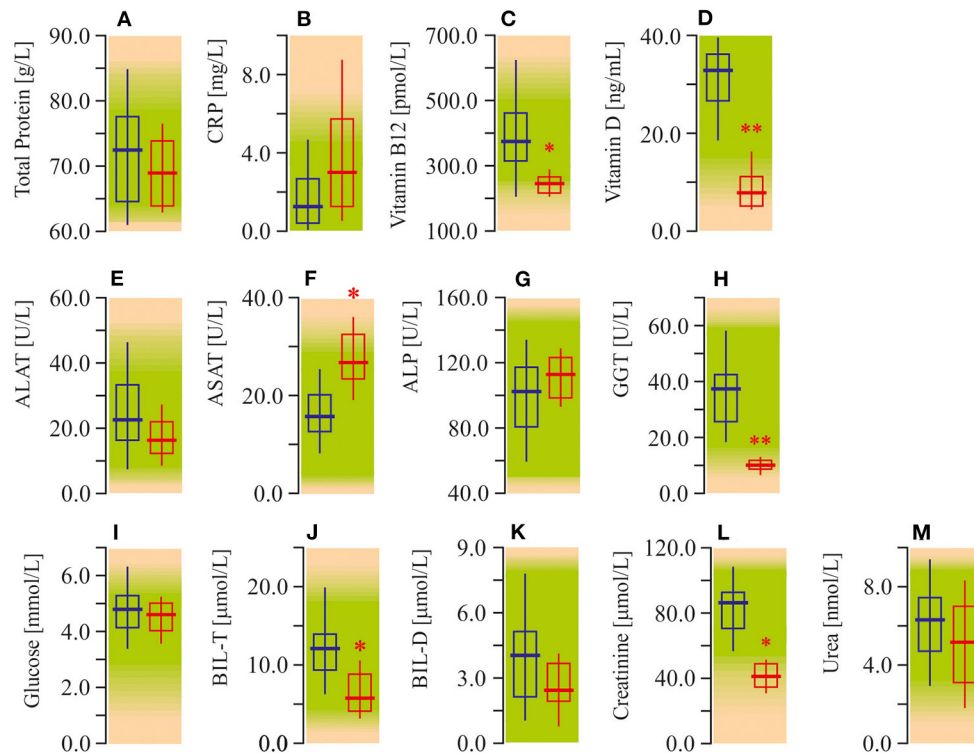 A
B
C
D
Total Protein [g/L]
90.0
80.0
70.0
60.0
CRP [mg/L]
8.0
4.0
0.0
Vitamin B12 [pmol/L]
700.0
500.0
300.0
100.0
*
Vitamin D [ng/mL]
40.0
20.0
0.0
**
E
F
G
H
ALAT [U/L]
60.0
40.0
20.0
0.0
ASAT [U/L]
40.0
20.0
0.0
*
ALP [U/L]
160.0
120.0
80.0
40.0
GGT [U/L]
60.0
40.0
20.0
0.0
**
I
J
K
L
M
Glucose [mmol/L]
6.0
4.0
2.0
0.0
BIL-T [µmol/L]
20.0
10.0
0.0
*
BIL-D [µmol/L]
9.0
6.0
3.0
0.0
Creatinine [µmol/L]
120.0
80.0
40.0
0.0
*
Urea [mmol/L]
8.0
4.0
0.0